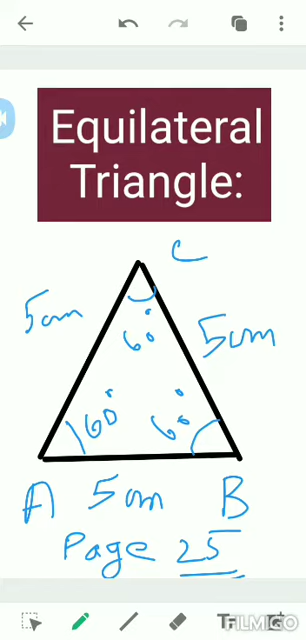 Equilateral
Triangle:
C
5cm
60°
5cm
60°
60°
A 5cm B
Page 25
T
FILMIGO